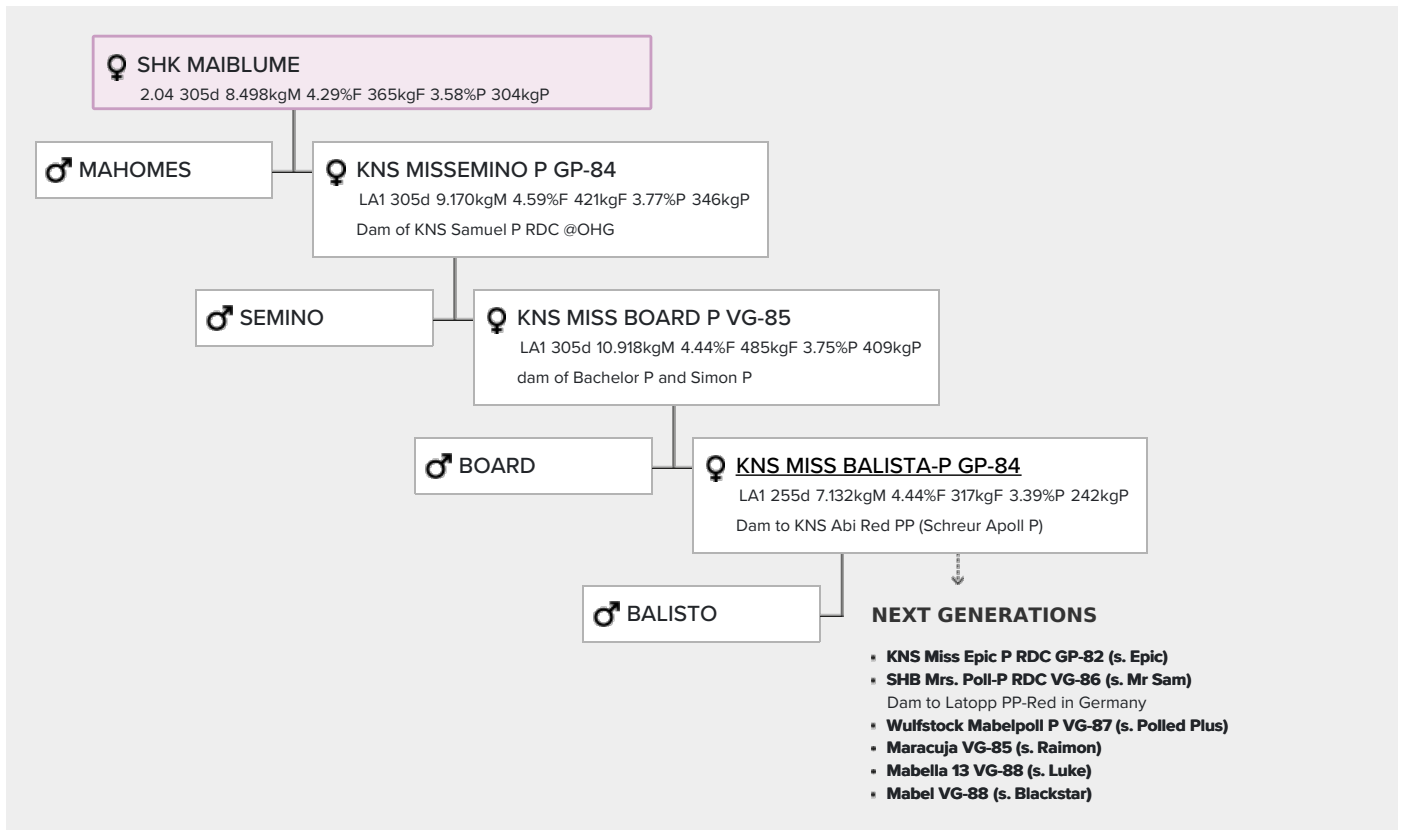 SHK MAIBLUME
2.04 305d 8.498kgM 4.29%F 365kgF 3.58%P 304kgP
MAHOMES
KNS MISSEMINO P GP-84
LA1 305d 9.170kgM 4.59%F 421kgF 3.77%P 346kgP
Dam of KNS Samuel P RDC @OHG
SEMINO
KNS MISS BOARD P VG-85
LA1 305d 10.918kgM 4.44%F 485kgF 3.75%P 409kgP
dam of Bachelor P and Simon P
BOARD
KNS MISS BALISTA-P GP-84
LA1 255d 7.132kgM 4.44%F 317kgF 3.39%P 242kgP
Dam to KNS Abi Red PP (Schreur Apoll P)
BALISTO
NEXT GENERATIONS
KNS Miss Epic P RDC GP-82 (s. Epic)
SHB Mrs. Poll-P RDC VG-86 (s. Mr Sam)
Dam to Latopp PP-Red in Germany
Wulfstock Mabelpoll P VG-87 (s. Polled Plus)
Maracuja VG-85 (s. Raimon)
Mabella 13 VG-88 (s. Luke)
Mabel VG-88 (s. Blackstar)